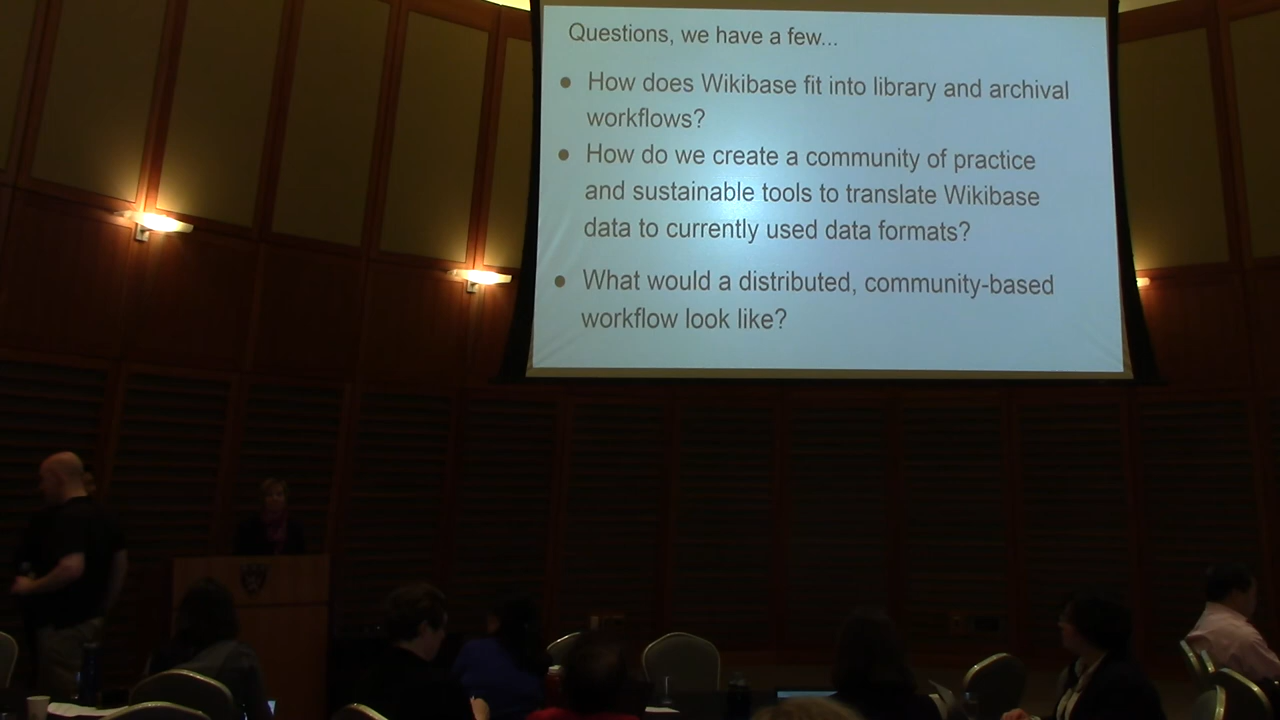 Questions, we have a few...
● How does Wikibase fit into library and archival
workflows?
● How do we create a community of practice
and sustainable tools to translate Wikibase
data to currently used data formats?
● What would a distributed, community-based
workflow look like?